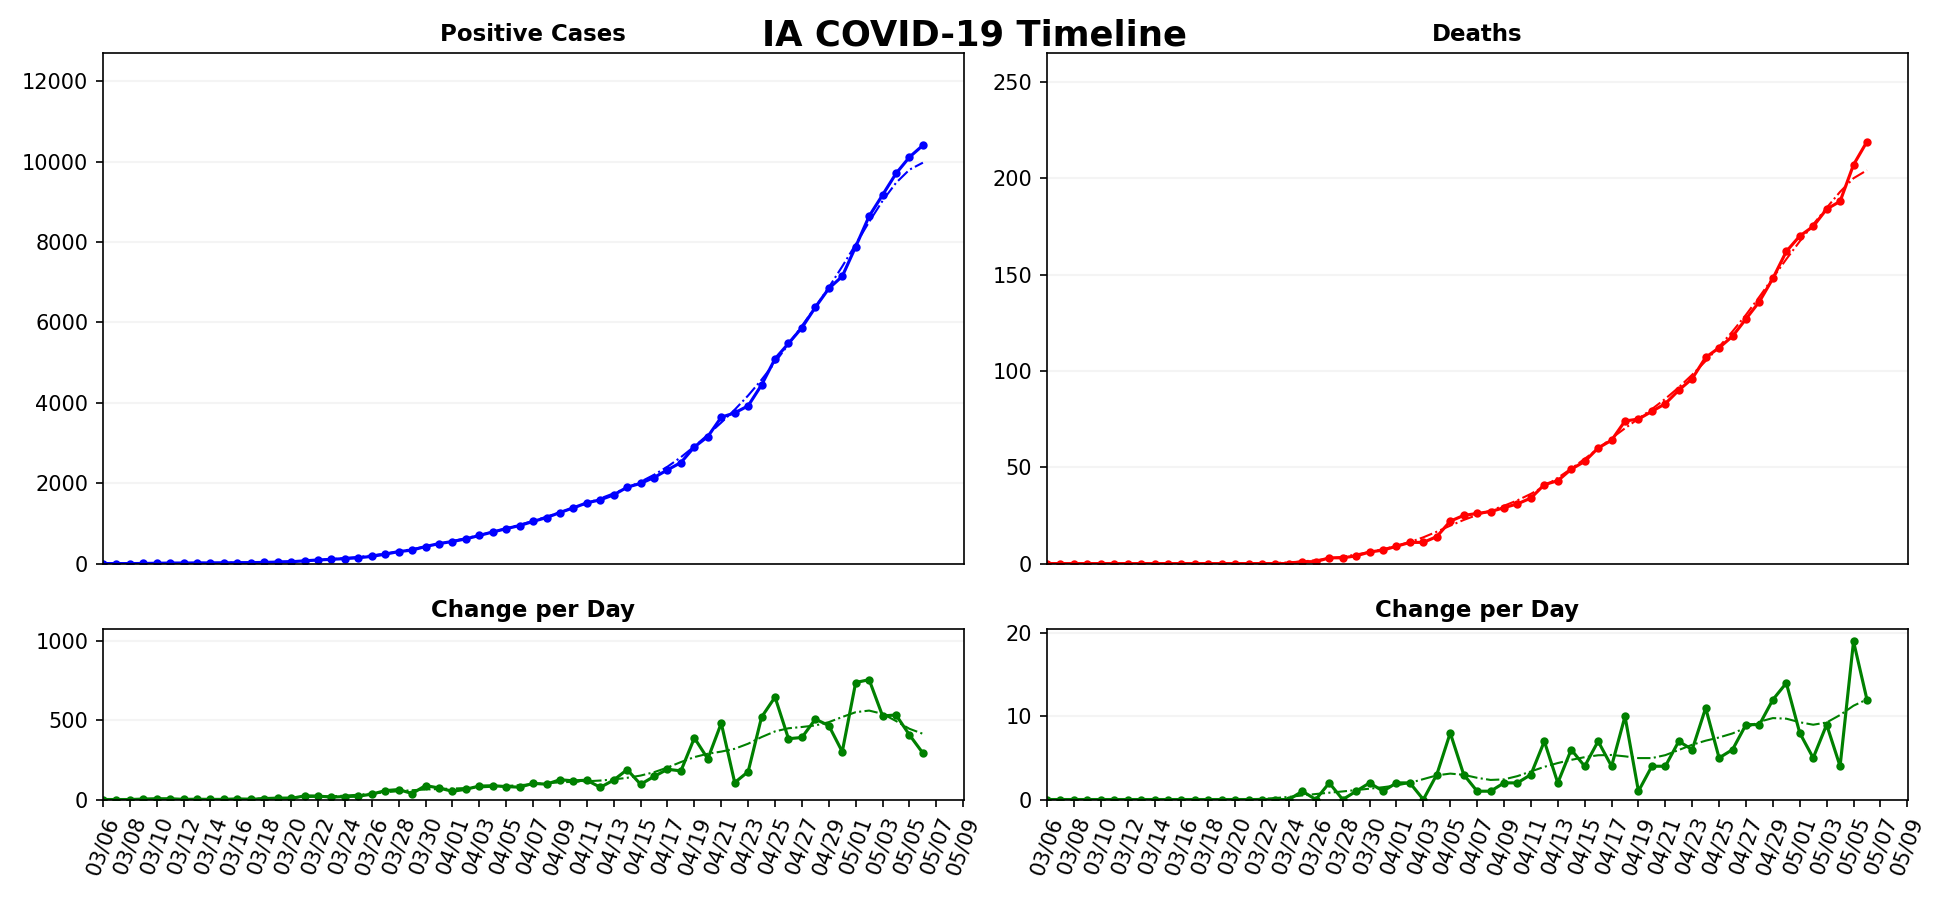 IA COVID-19 Timeline
Positive Cases
12000
10000
8000
6000
4000
2000
0
Deaths
250
200
150
100
50
0
Change per Day
1000
500
0
03/06 03/08 03/10 03/12 03/14 03/16 03/18 03/20 03/22 03/24 03/26 03/28 03/30 04/01 04/03 04/05 04/07 04/09 04/11 04/13 04/15 04/17 04/19 04/21 04/23 04/25 04/27 04/29 05/01 05/03 05/05 05/07 05/09
Change per Day
20
10
0
03/06 03/08 03/10 03/12 03/14 03/16 03/18 03/20 03/22 03/24 03/26 03/28 03/30 04/01 04/03 04/05 04/07 04/09 04/11 04/13 04/15 04/17 04/19 04/21 04/23 04/25 04/27 04/29 05/01 05/03 05/05 05/07 05/09